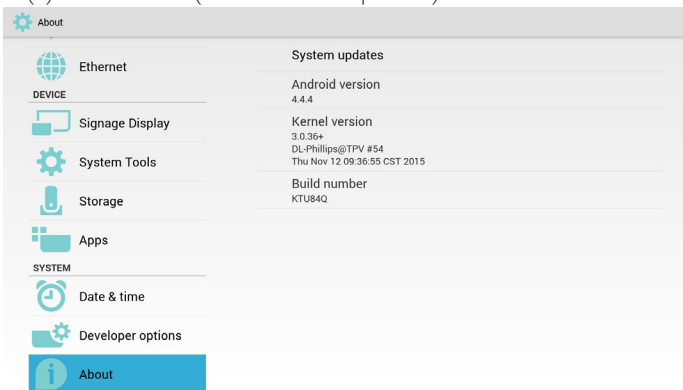 About
Ethernet
DEVICE
Signage Display
System Tools
Storage
Apps
SYSTEM
Date & time
Developer options
About
System updates
Android version
4.4.4
Kernel version
3.0.36+
DL-Phillips@TPV #54
Thu Nov 12 09:36:55 CST 2015
Build number
KTU84Q